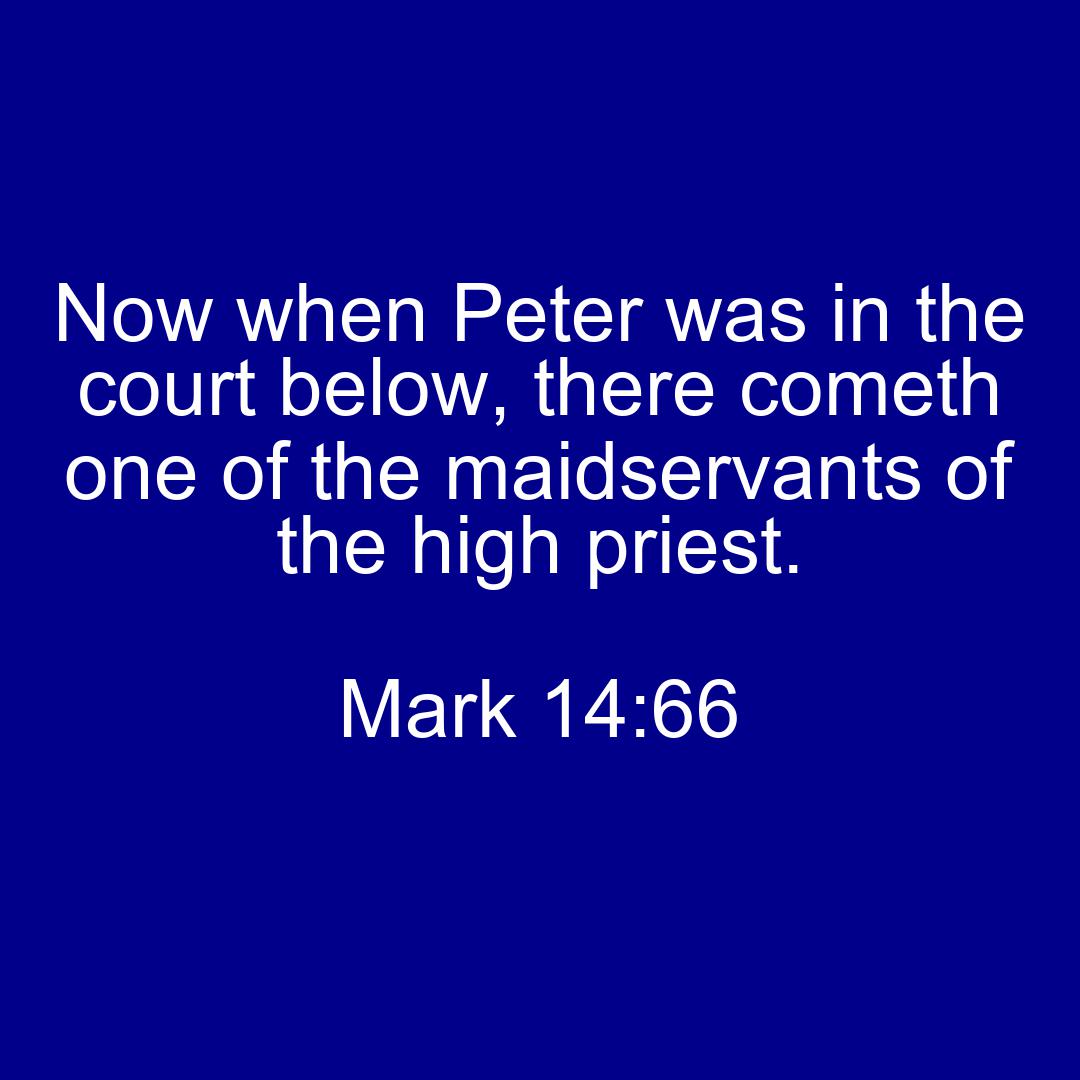 Now when Peter was in the
court below, there cometh
one of the maidservants of
the high priest.
Mark 14:66